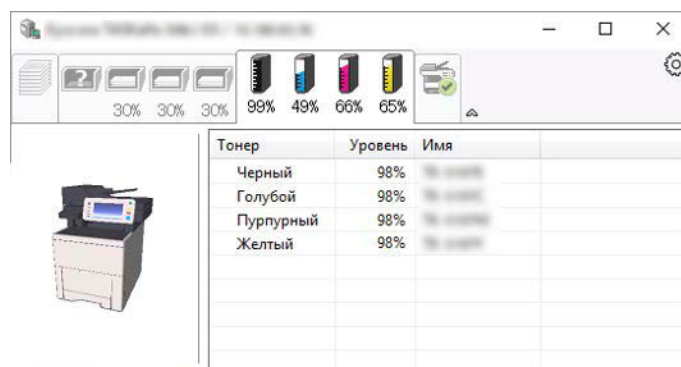 30% 30% 30% 99% 49% 66% 65%
Тонер Уровень Имя
Черный 98%
Голубой 98%
Пурпурный 98%
Желтый 98%